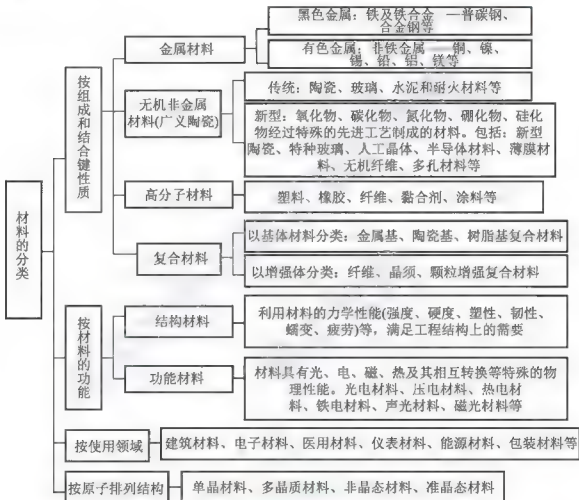 材料的分类
按组成和结合键性质
金属材料
黑色金属：铁及铁合金 —普碳钢、
合金钢等
有色金属：非铁金属——铜、镍、
锡、铅、铝、镁等
无机非金属
材料(广义陶瓷)
传统：陶瓷、玻璃、水泥和耐火材料等
新型：氧化物、碳化物、氮化物、硼化物、硅化
物经过特殊的先进工艺制成的材料。包括：新型
陶瓷、特种玻璃、人工晶体、半导体材料、薄膜材
料、无机纤维、多孔材料等
高分子材料
塑料、橡胶、纤维、黏合剂、涂料等
复合材料
以基体材料分类：金属基、陶瓷基、树脂基复合材料
以增强体分类：纤维、晶须、颗粒增强复合材料
按材料的功能
结构材料
利用材料的力学性能(强度、硬度、塑性、韧性、
蠕变、疲劳)等，满足工程结构上的需要
功能材料
材料具有光、电、磁、热及其相互转换等特殊的物
理性能。光电材料、压电材料、热电材
料、铁电材料、声光材料、磁光材料等
按使用领域
建筑材料、电子材料、医用材料、仪表材料、能源材料、包装材料等
按原子排列结构
单晶材料、多晶质材料、非晶态材料、准晶态材料